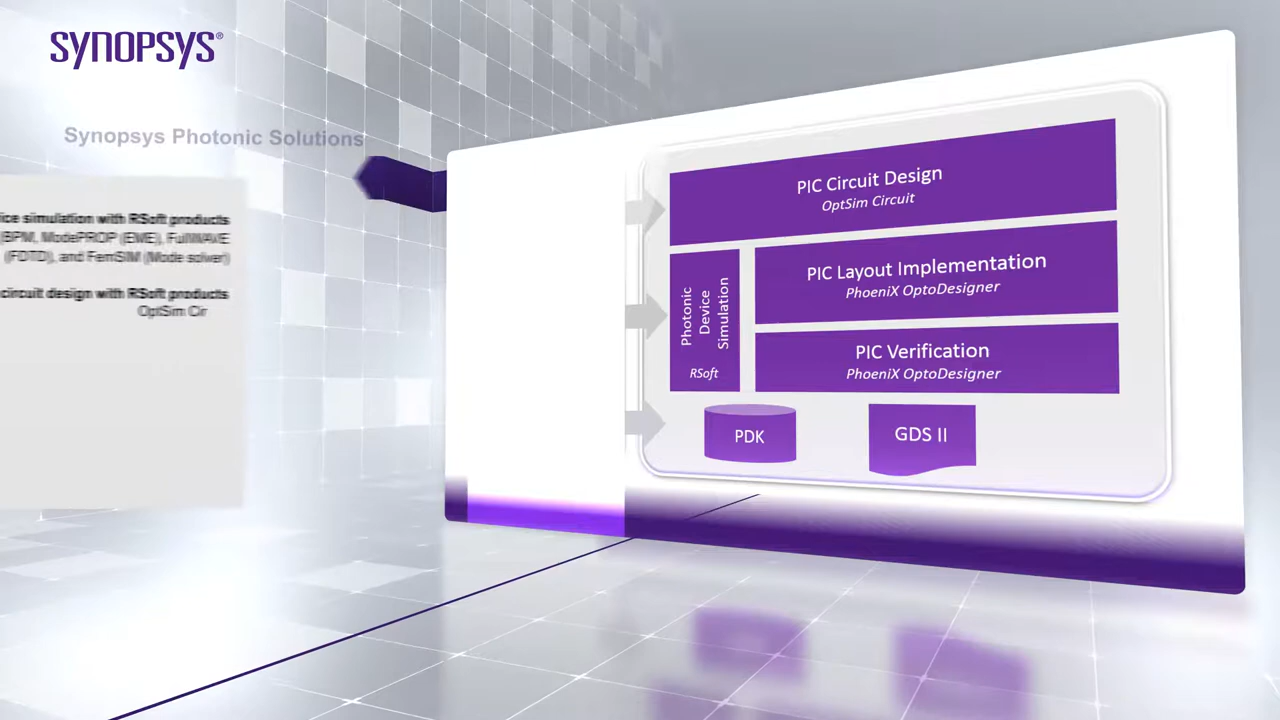 SYNOPSYS®
Synopsys Photonic Solutions
ice simulation with RSoft products
(BPM, ModePROP (EME), FullWAVE
(FDTD), and FemSIM (Mode solver)
circuit design with RSoft products
OptSim Cir
PIC Circuit Design
OptSim Circuit
Photonic
Device
Simulation
RSoft
PIC Layout Implementation
PhoeniX OptoDesigner
PIC Verification
PhoeniX OptoDesigner
PDK
GDS II